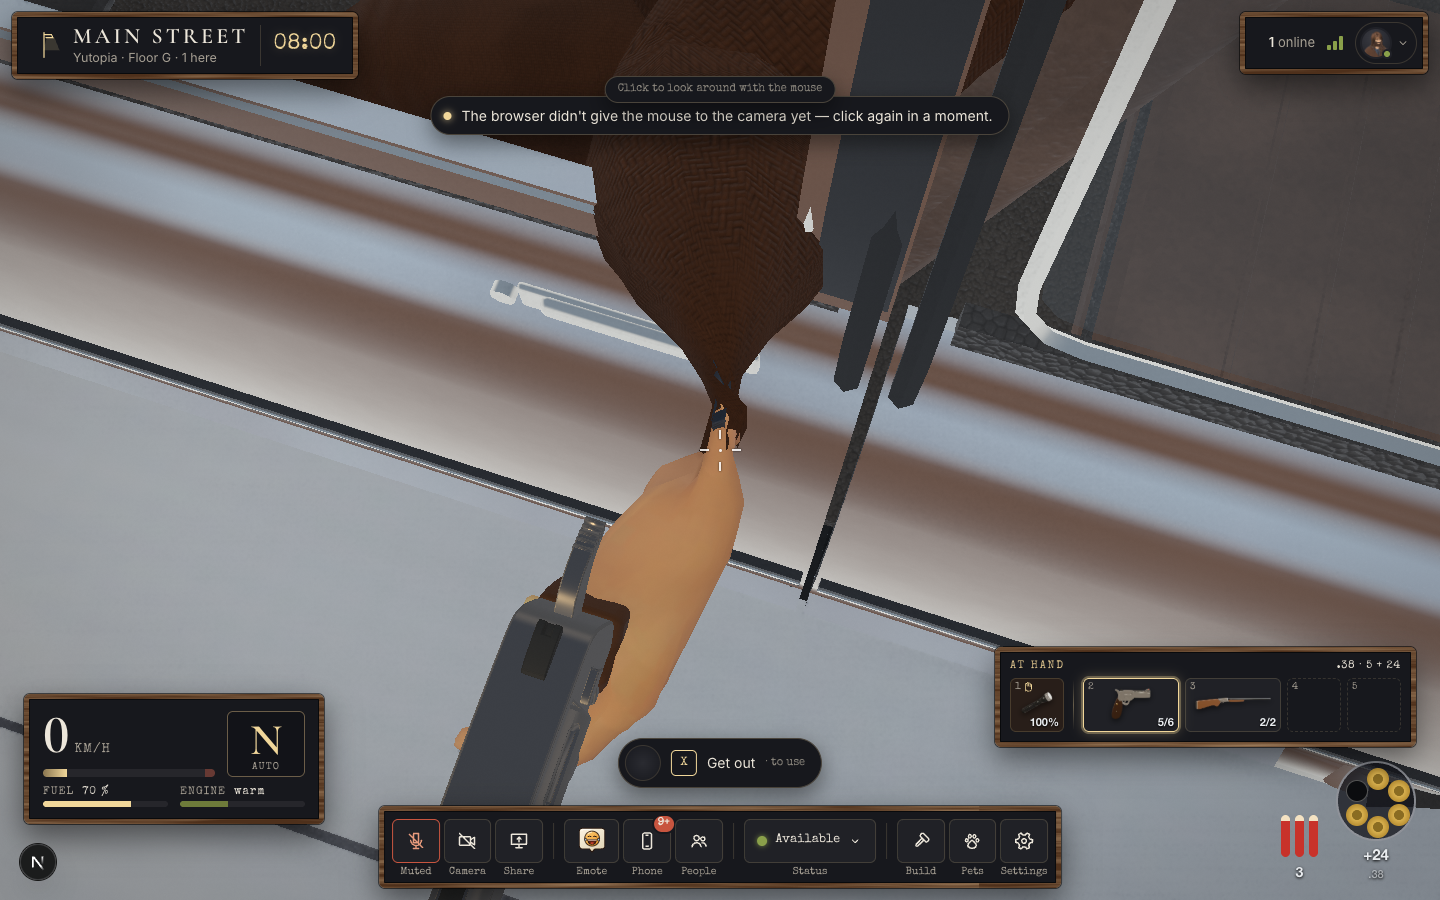 MAIN STREET
Yutopia · Floor G · 1 here
08:00
1 online
Click to look around with the mouse
The browser didn't give the mouse to the camera yet — click again in a moment.
AT HAND
.38 · 5 + 24
1
100%
2
5/6
3
2/2
4
5
0 KM/H
N
AUTO
FUEL 70 %
ENGINE warm
X
Get out
· to use
9+
Available
Muted
Camera
Share
Emote
Phone
People
Status
Build
Pets
Settings
N
3
+24
.38